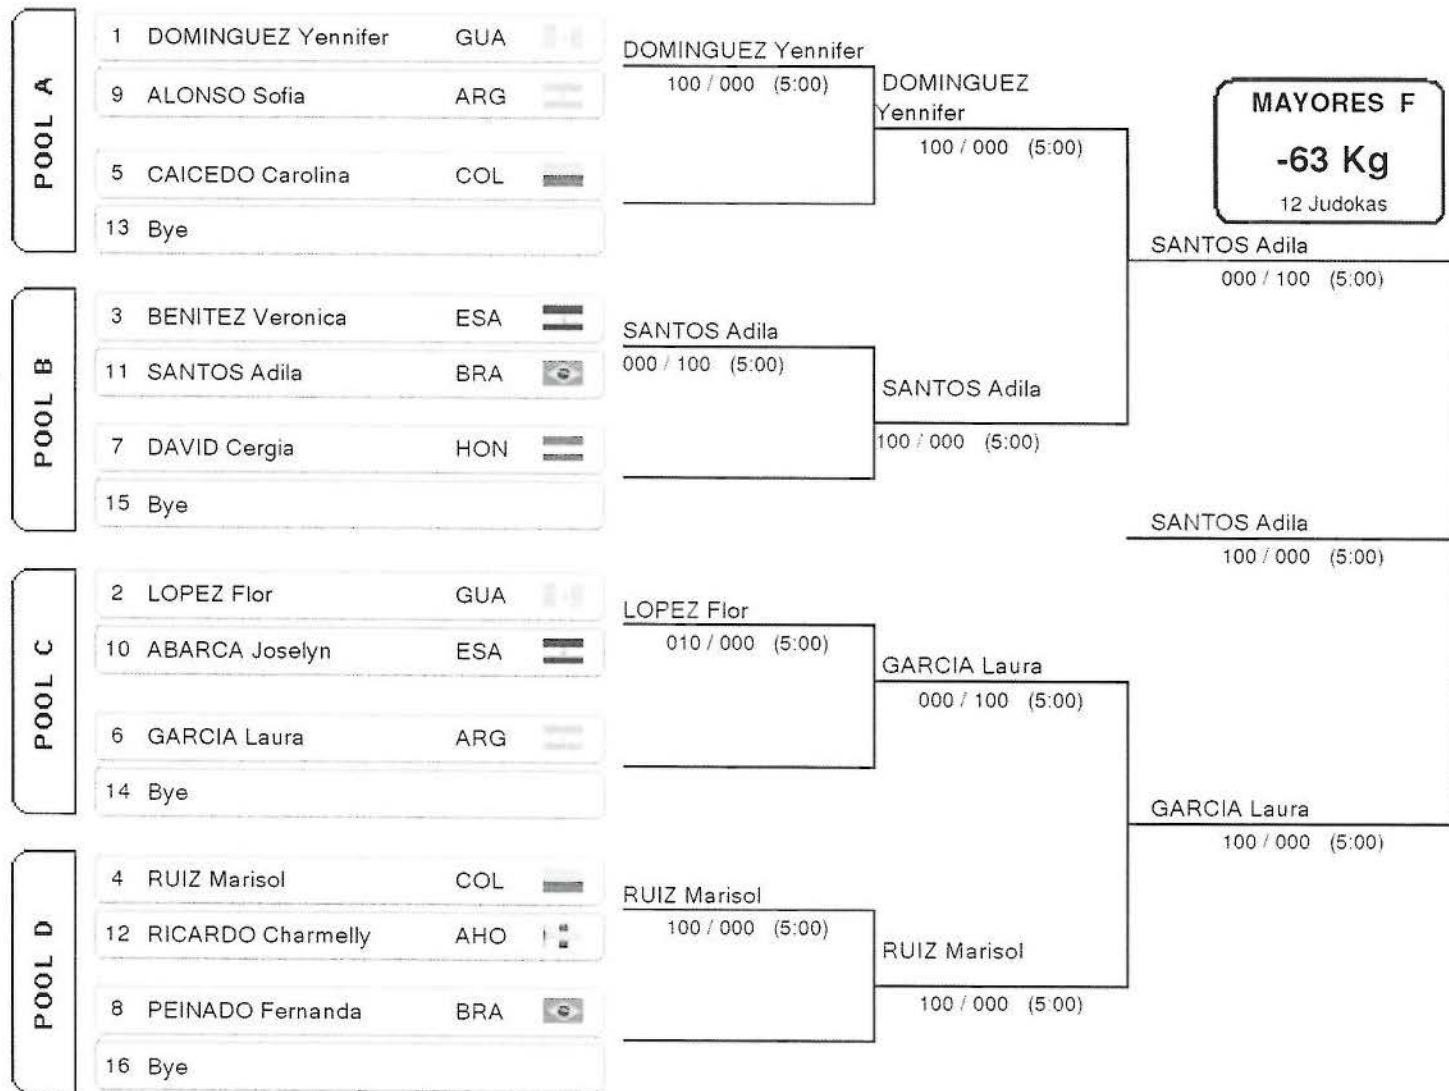 POOL A
1 DOMINGUEZ Yennifer GUA
9 ALONSO Sofia ARG
5 CAICEDO Carolina COL
13 Bye
POOL B
3 BENITEZ Veronica ESA
11 SANTOS Adila BRA
7 DAVID Cergia HON
15 Bye
POOL C
2 LOPEZ Flor GUA
10 ABARCA Joselyn ESA
6 GARCIA Laura ARG
14 Bye
POOL D
4 RUIZ Marisol COL
12 RICARDO Charmelly AHO
8 PEINADO Fernanda BRA
16 Bye
DOMINGUEZ Yennifer
100 / 000 (5:00)
SANTOS Adila
000 / 100 (5:00)
LOPEZ Flor
010 / 000 (5:00)
RUIZ Marisol
100 / 000 (5:00)
DOMINGUEZ
Yennifer
100 / 000 (5:00)
SANTOS Adila
100 / 000 (5:00)
GARCIA Laura
000 / 100 (5:00)
RUIZ Marisol
100 / 000 (5:00)
MAYORES F
-63 Kg
12 Judokas
SANTOS Adila
000 / 100 (5:00)
SANTOS Adila
100 / 000 (5:00)
GARCIA Laura
100 / 000 (5:00)